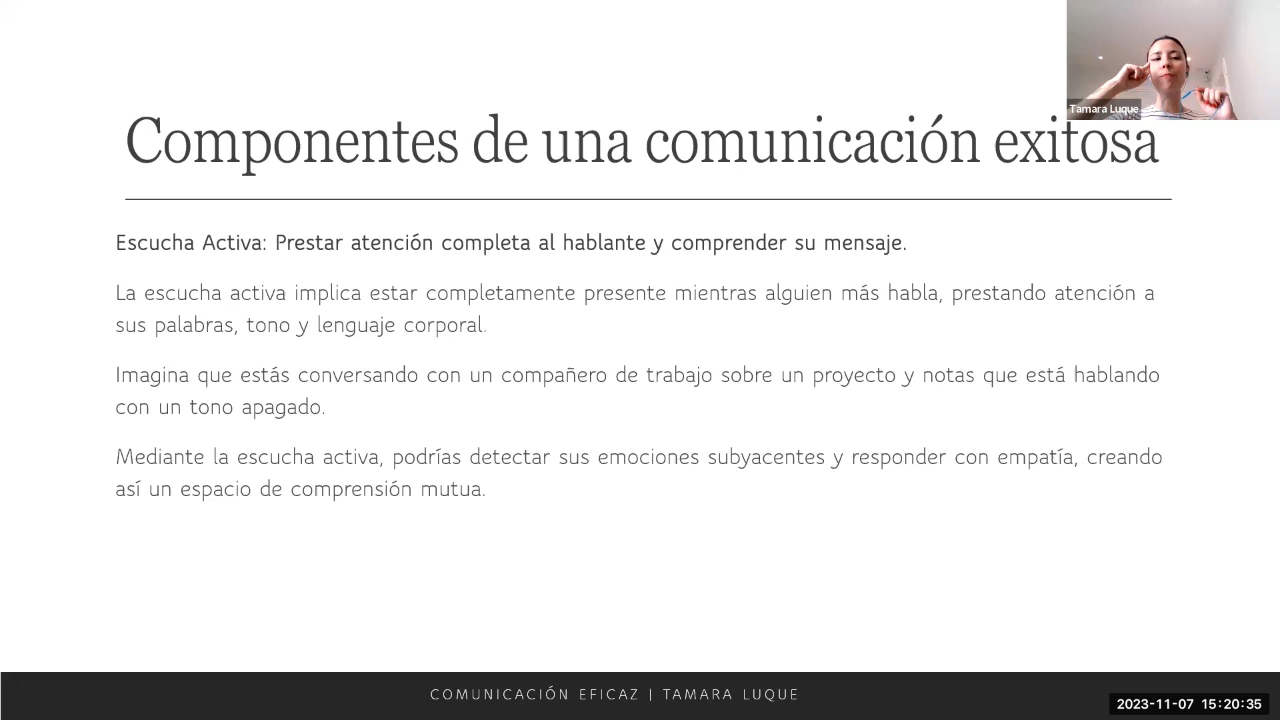 Tamara Luque
Componentes de una comunicación exitosa
Escucha Activa: Prestar atención completa al hablante y comprender su mensaje.
La escucha activa implica estar completamente presente mientras alguien más habla, prestando atención a
sus palabras, tono y lenguaje corporal.
Imagina que estás conversando con un compañero de trabajo sobre un proyecto y notas que está hablando
con un tono apagado.
Mediante la escucha activa, podrías detectar sus emociones subyacentes y responder con empatía, creando
así un espacio de comprensión mutua.
COMUNICACIÓN EFICAZ | TAMARA LUQUE
2023-11-07 15:20:35